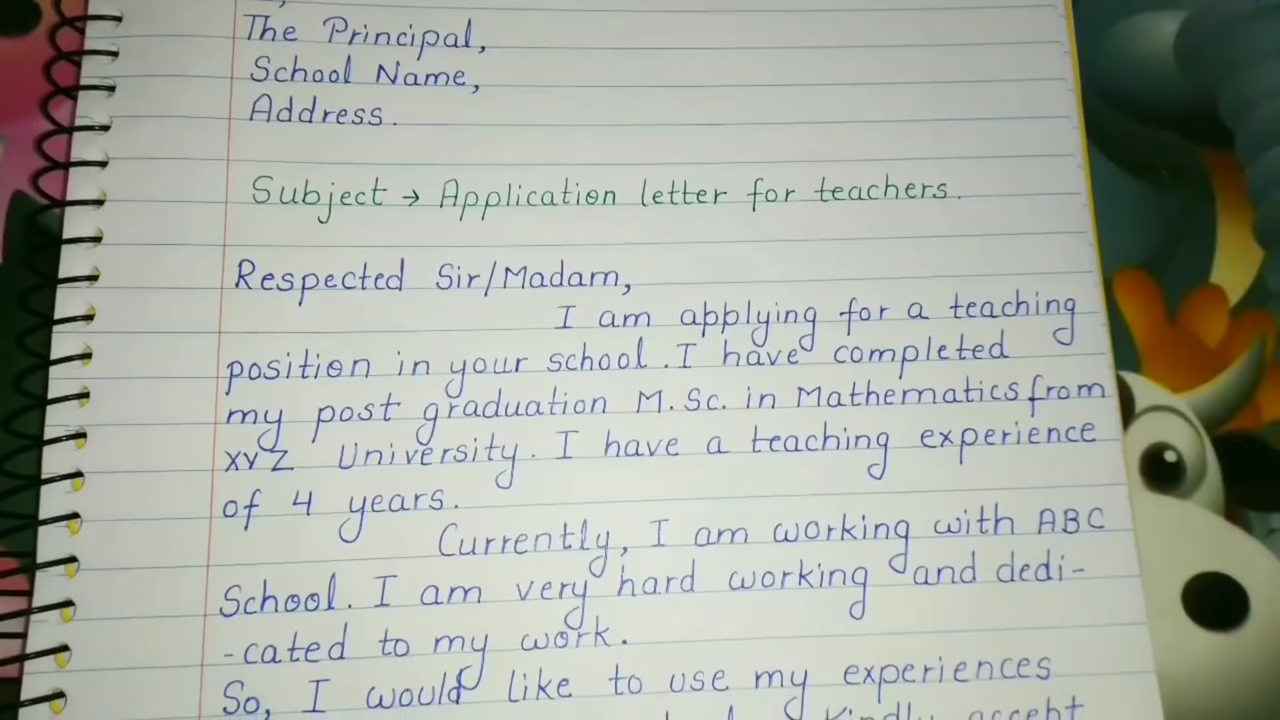 The Principal,
School Name,
Address.
Subject → Application letter for teachers.
Respected Sir/Madam,
I am applying for a teaching
position in your school. I have completed
my post graduation M.Sc. in Mathematics from
XYZ University. I have a teaching experience
of 4 years.
Currently, I am working with ABC
School. I am very hard working and dedi-
-cated to my work.
So, I would like to use my experiences
Kindly accept